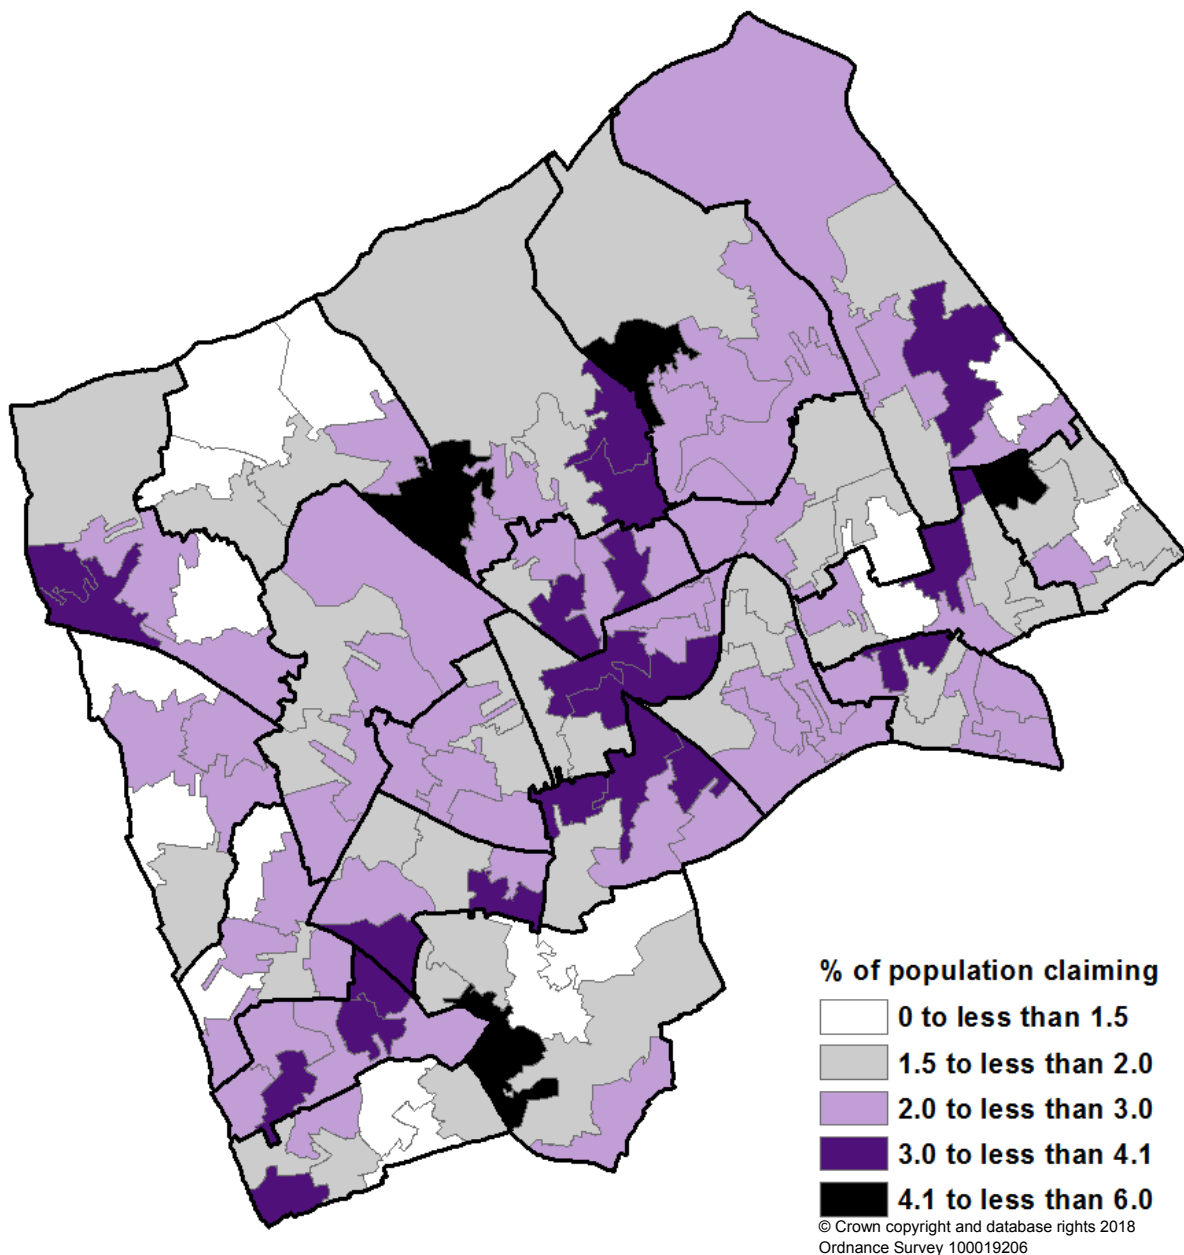 % of population claiming
0 to less than 1.5
1.5 to less than 2.0
2.0 to less than 3.0
3.0 to less than 4.1
4.1 to less than 6.0
© Crown copyright and database rights 2018
Ordnance Survey 100019206